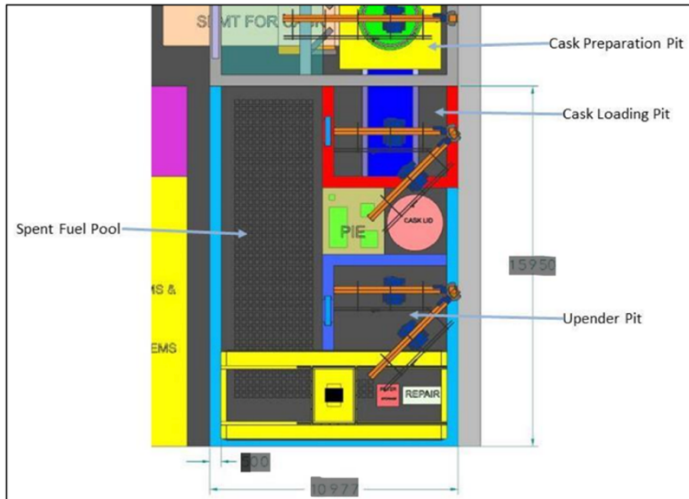 Cask Preparation Pit
Cask Loading Pit
Spent Fuel Pool
PIE
CASK LID
15950
MS &
EMS
Upender Pit
REPAIR
10977